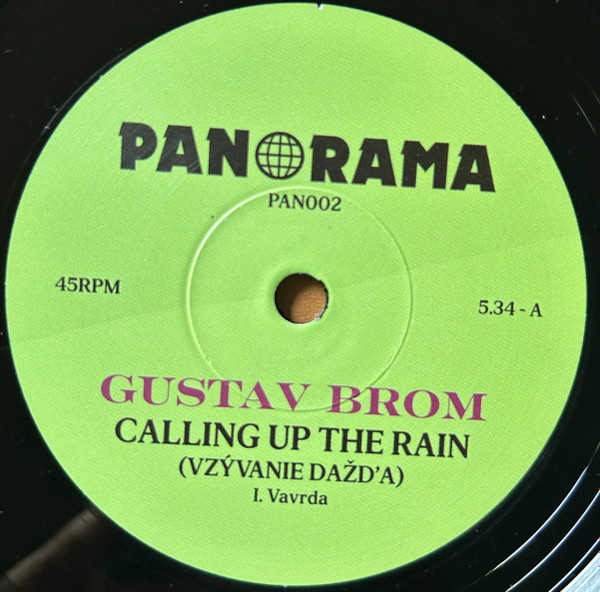 PANORAMA
PAN002
45RPM
5.34 - A
GUSTAV BROM
CALLING UP THE RAIN
(VZÝVANIE DAŽĎA)
I. Vavrda